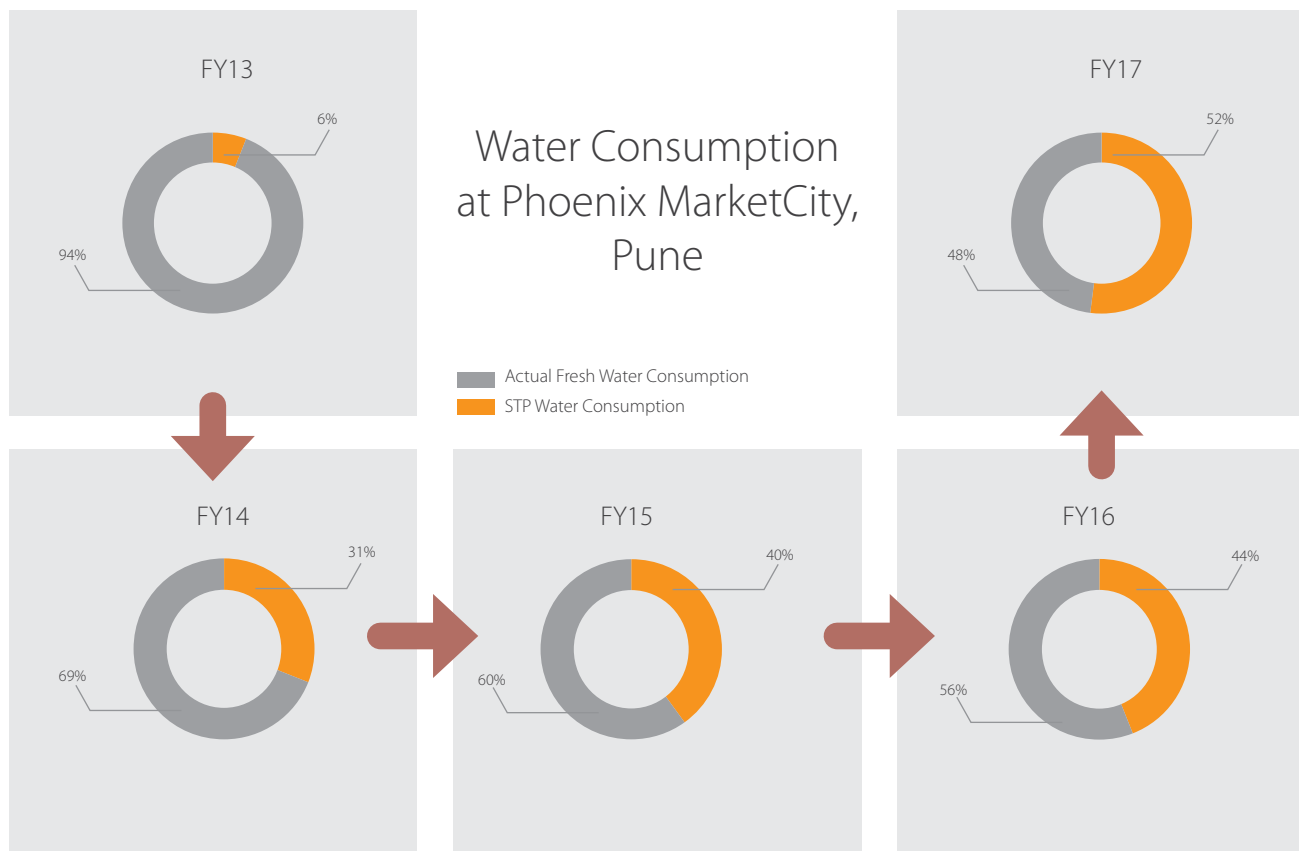 FY13
6%
94%
Water Consumption
at Phoenix MarketCity,
Pune
Actual Fresh Water Consumption
STP Water Consumption
FY17
52%
48%
FY14
31%
69%
FY15
40%
60%
FY16
44%
56%